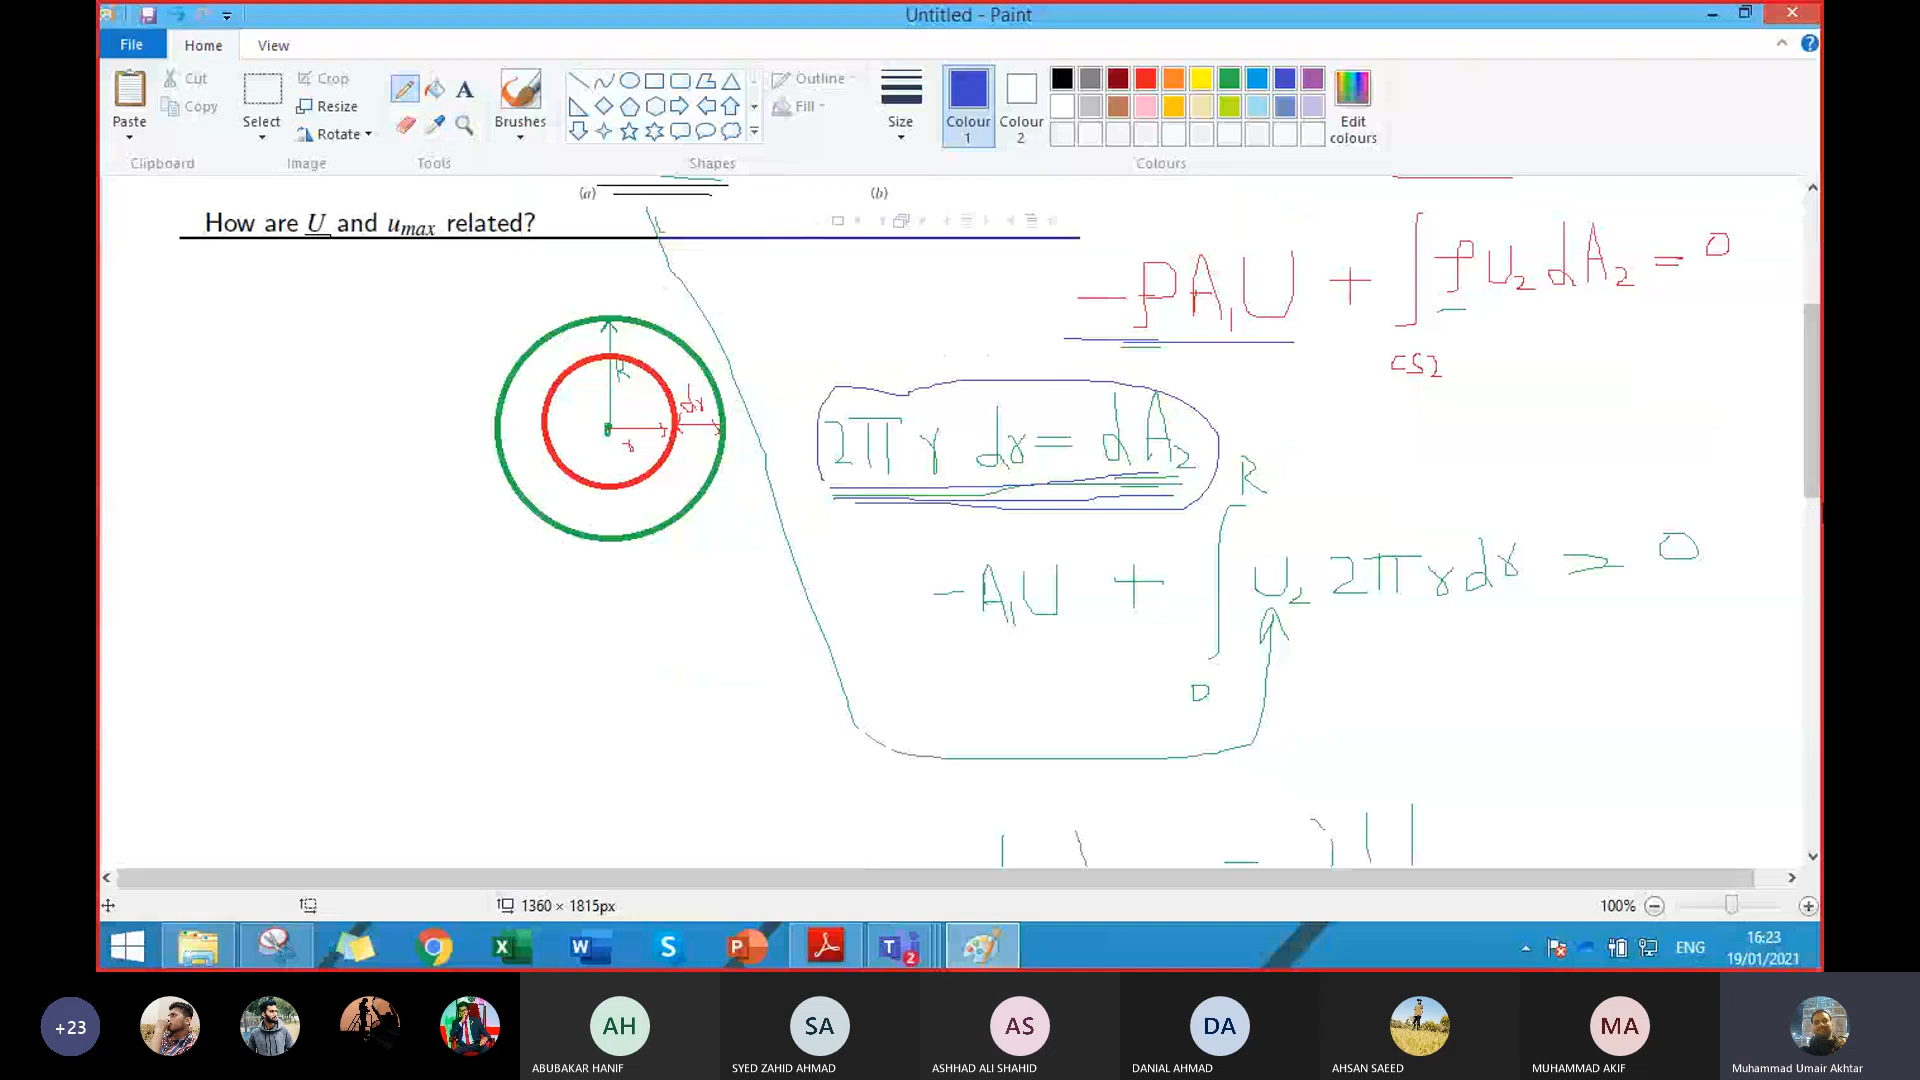 Untitled - Paint
File Home View
Paste Cut Copy Clipboard
Select Crop Resize Rotate Image
Tools
Brushes
Outline Fill Shapes
Size
Colour 1 Colour 2 Edit colours Colours
(a) (b)
How are U and umax related?
-ρA₁U + ∫ ρU₂dA₂ = 0
CS2
R
dr
r
2π r dr = dA₂
R
-A₁U + ∫ U₂ 2π r dr = 0
0
1360 × 1815px 100%
ENG 16:23
19/01/2021
2
+23 AH SA AS DA MA
ABUBAKAR HANIF SYED ZAHID AHMAD ASHHAD ALI SHAHID DANIAL AHMAD AHSAN SAEED MUHAMMAD AKIF Muhammad Umair Akhtar